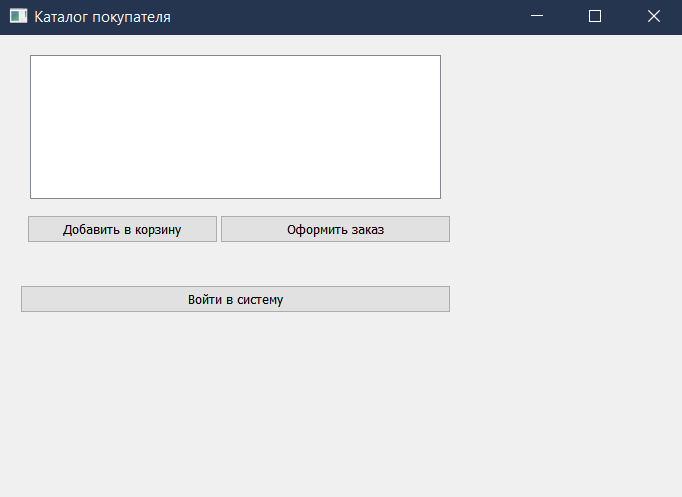 Каталог покупателя
Добавить в корзину
Оформить заказ
Войти в систему